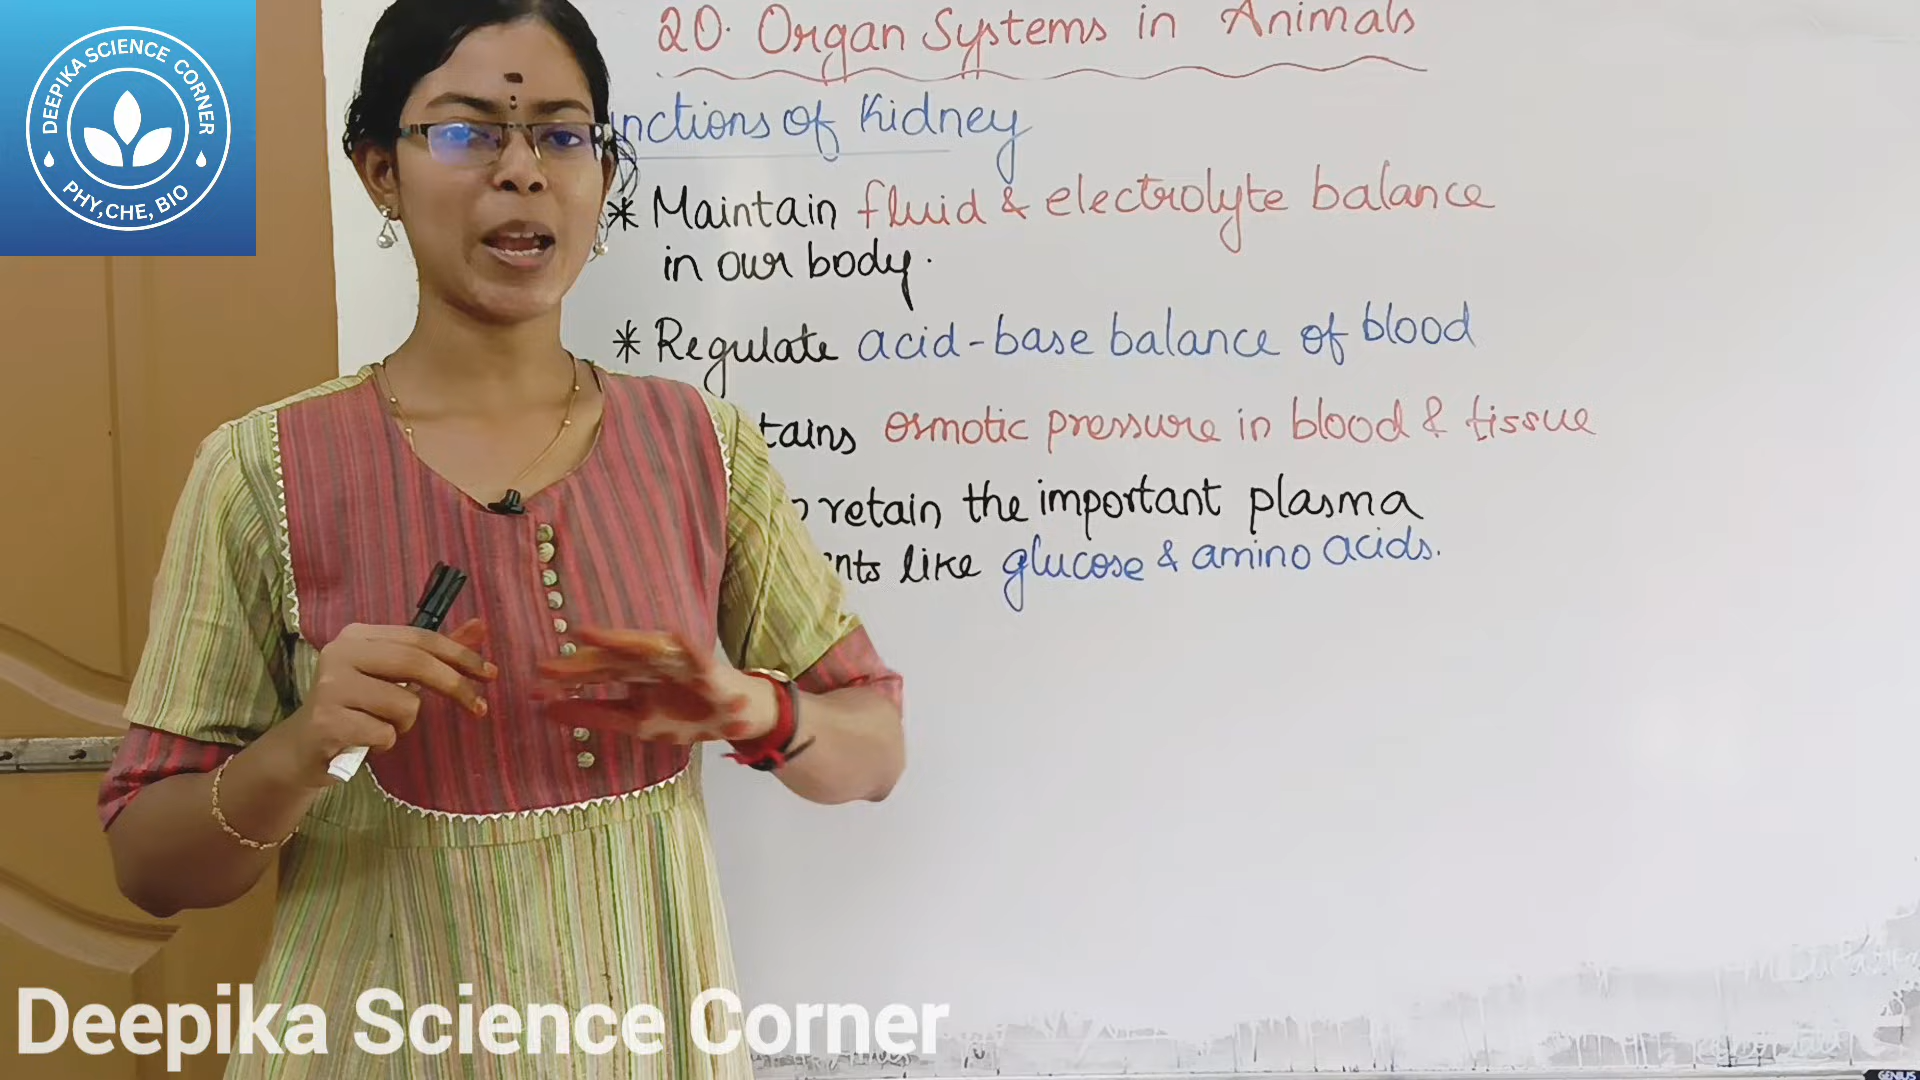 DEEPIKA SCIENCE CORNER
PHY, CHE, BIO
20. Organ Systems in Animals
nctions of Kidney
* Maintain fluid & electrolyte balance
in our body.
* Regulate acid-base balance of blood
tains osmotic pressure in blood & tissue
retain the important plasma
nts like glucose & amino acids.
Deepika Science Corner
GENIUS